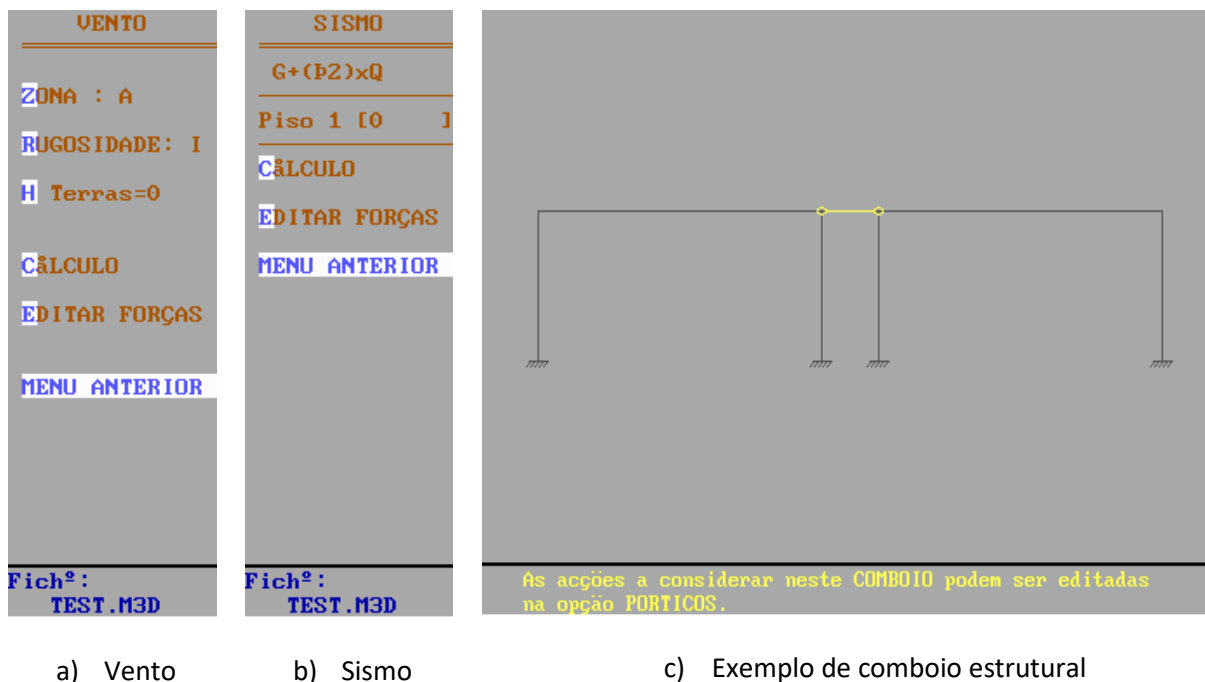 VENTO
ZONA : A
RUGOSIDADE: I
H Terras=0
CåLCULO
EDITAR FORÇAS
MENU ANTERIOR
Fichº:
TEST.M3D
SISMO
G+(Þ2)xQ
Piso 1 [0    ]
CåLCULO
EDITAR FORÇAS
MENU ANTERIOR
Fichº:
TEST.M3D
As acções a considerar neste COMBOIO podem ser editadas
na opção PORTICOS.
a) Vento
b) Sismo
c) Exemplo de comboio estrutural